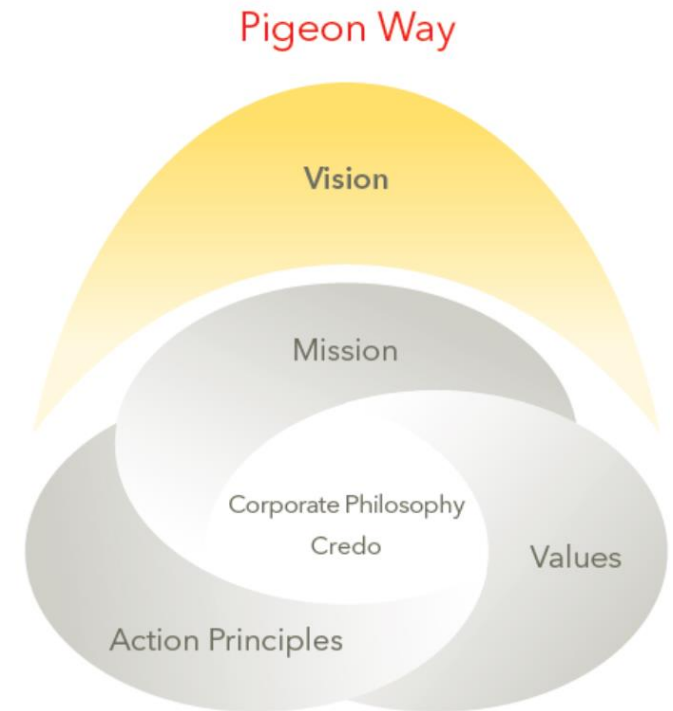 Pigeon Way
Vision
Mission
Corporate Philosophy
Credo
Values
Action Principles